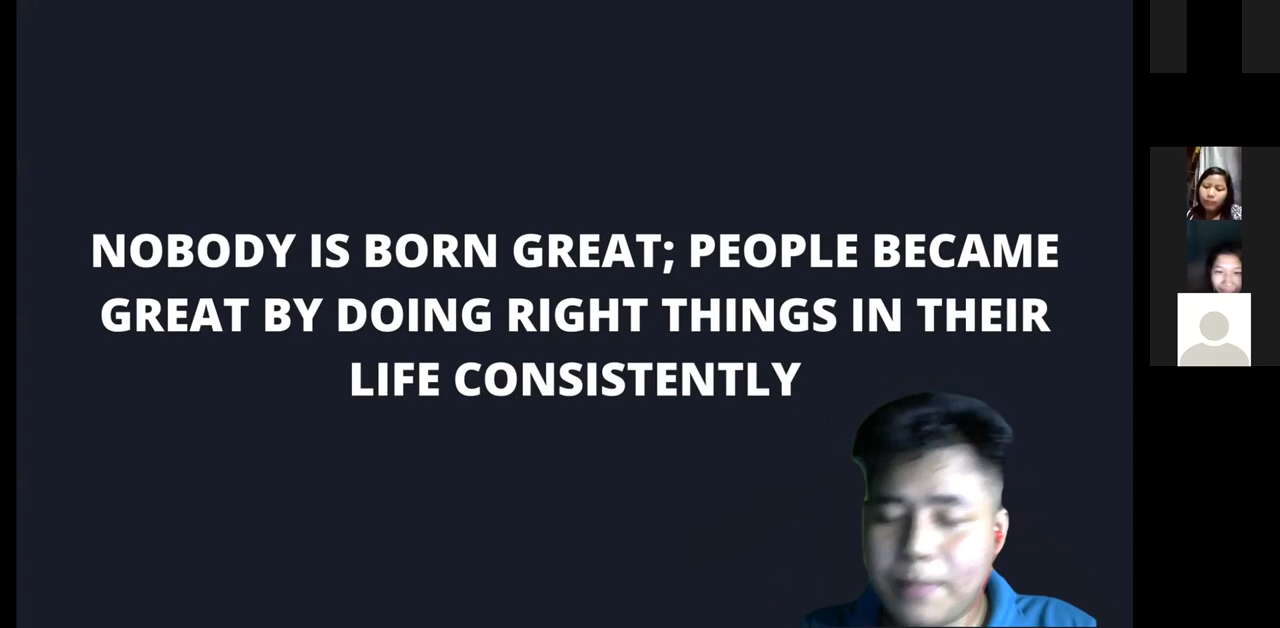 NOBODY IS BORN GREAT; PEOPLE BECAME
GREAT BY DOING RIGHT THINGS IN THEIR
LIFE CONSISTENTLY